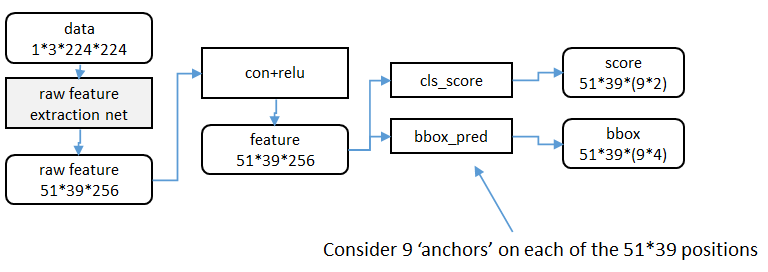 data
1*3*224*224
raw feature
extraction net
raw feature
51*39*256
con+relu
feature
51*39*256
cls_score
bbox_pred
score
51*39*(9*2)
bbox
51*39*(9*4)
Consider 9 ‘anchors’ on each of the 51*39 positions